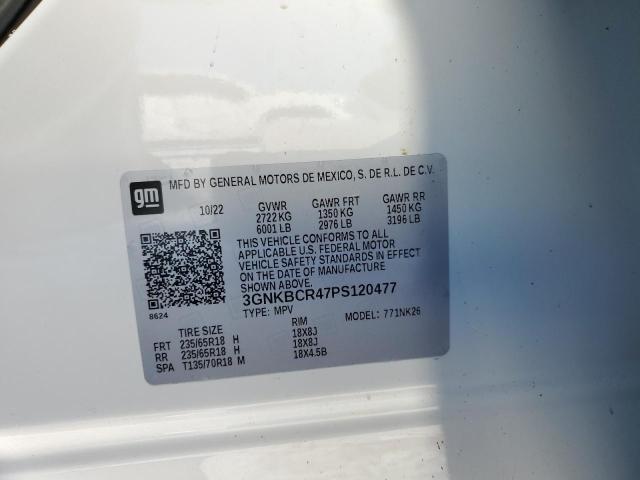 gm
MFD BY GENERAL MOTORS DE MEXICO, S. DE R.L. DE C.V.
10/22 GVWR GAWR FRT GAWR RR
2722 KG 1350 KG 1450 KG
6001 LB 2976 LB 3196 LB
THIS VEHICLE CONFORMS TO ALL
APPLICABLE U.S. FEDERAL MOTOR
VEHICLE SAFETY STANDARDS IN EFFECT
ON THE DATE OF MANUFACTURE
SHOWN ABOVE.
3GNKBCR47PS120477
8624
TYPE: MPV MODEL: 771NK26
TIRE SIZE RIM
FRT 235/65R18 H 18X8J
RR 235/65R18 H 18X8J
SPA T135/70R18 M 18X4.5B